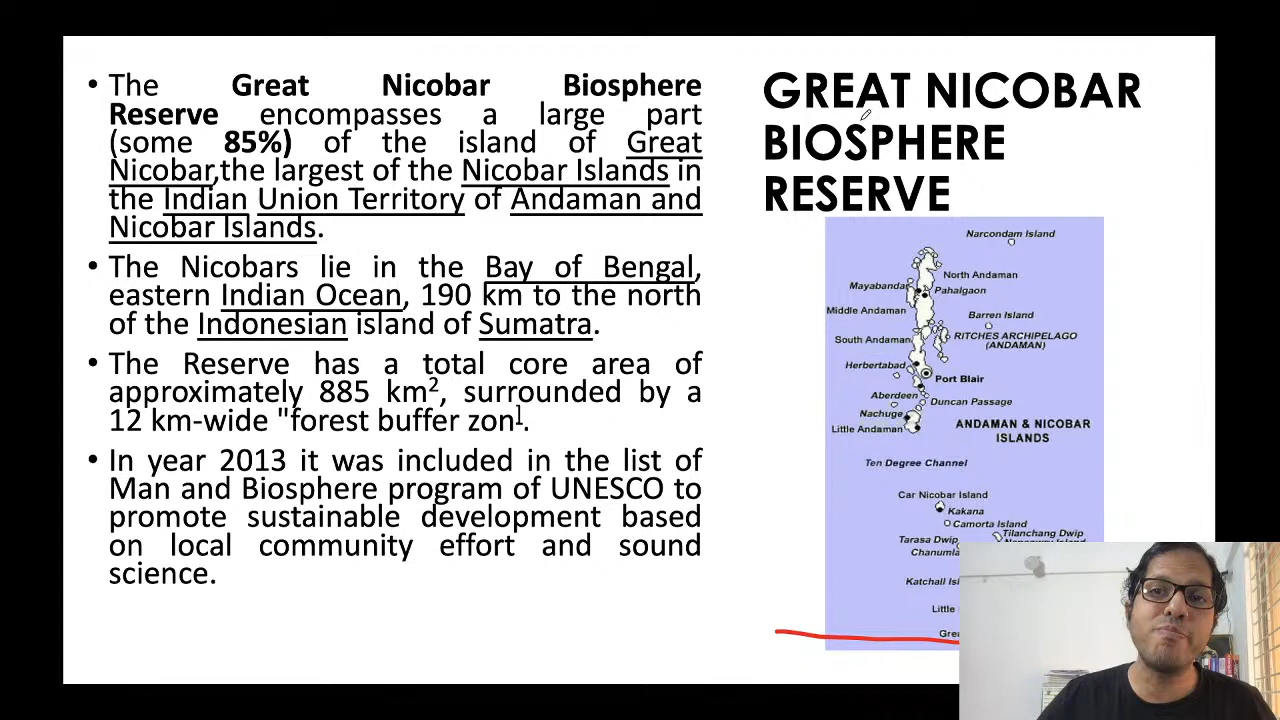 • The Great Nicobar Biosphere
Reserve encompasses a large part
(some 85%) of the island of Great
Nicobar,the largest of the Nicobar Islands in
the Indian Union Territory of Andaman and
Nicobar Islands.
• The Nicobars lie in the Bay of Bengal,
eastern Indian Ocean, 190 km to the north
of the Indonesian island of Sumatra.
• The Reserve has a total core area of
approximately 885 km², surrounded by a
12 km-wide "forest buffer zon].
• In year 2013 it was included in the list of
Man and Biosphere program of UNESCO to
promote sustainable development based
on local community effort and sound
science.
GREAT NICOBAR
BIOSPHERE
RESERVE
Narcondam Island
North Andaman
Mayabandar
Pahalgaon
Middle Andaman
Barren Island
South Andaman
RITCHES ARCHIPELAGO
(ANDAMAN)
Herbertabad
Port Blair
Aberdeen
Duncan Passage
Nachuge
Little Andaman
ANDAMAN & NICOBAR
ISLANDS
Ten Degree Channel
Car Nicobar Island
Kakana
Camorta Island
Tilanchang Dwip
Tarasa Dwip
Chanumla
Katchall Isl
Little
Grea